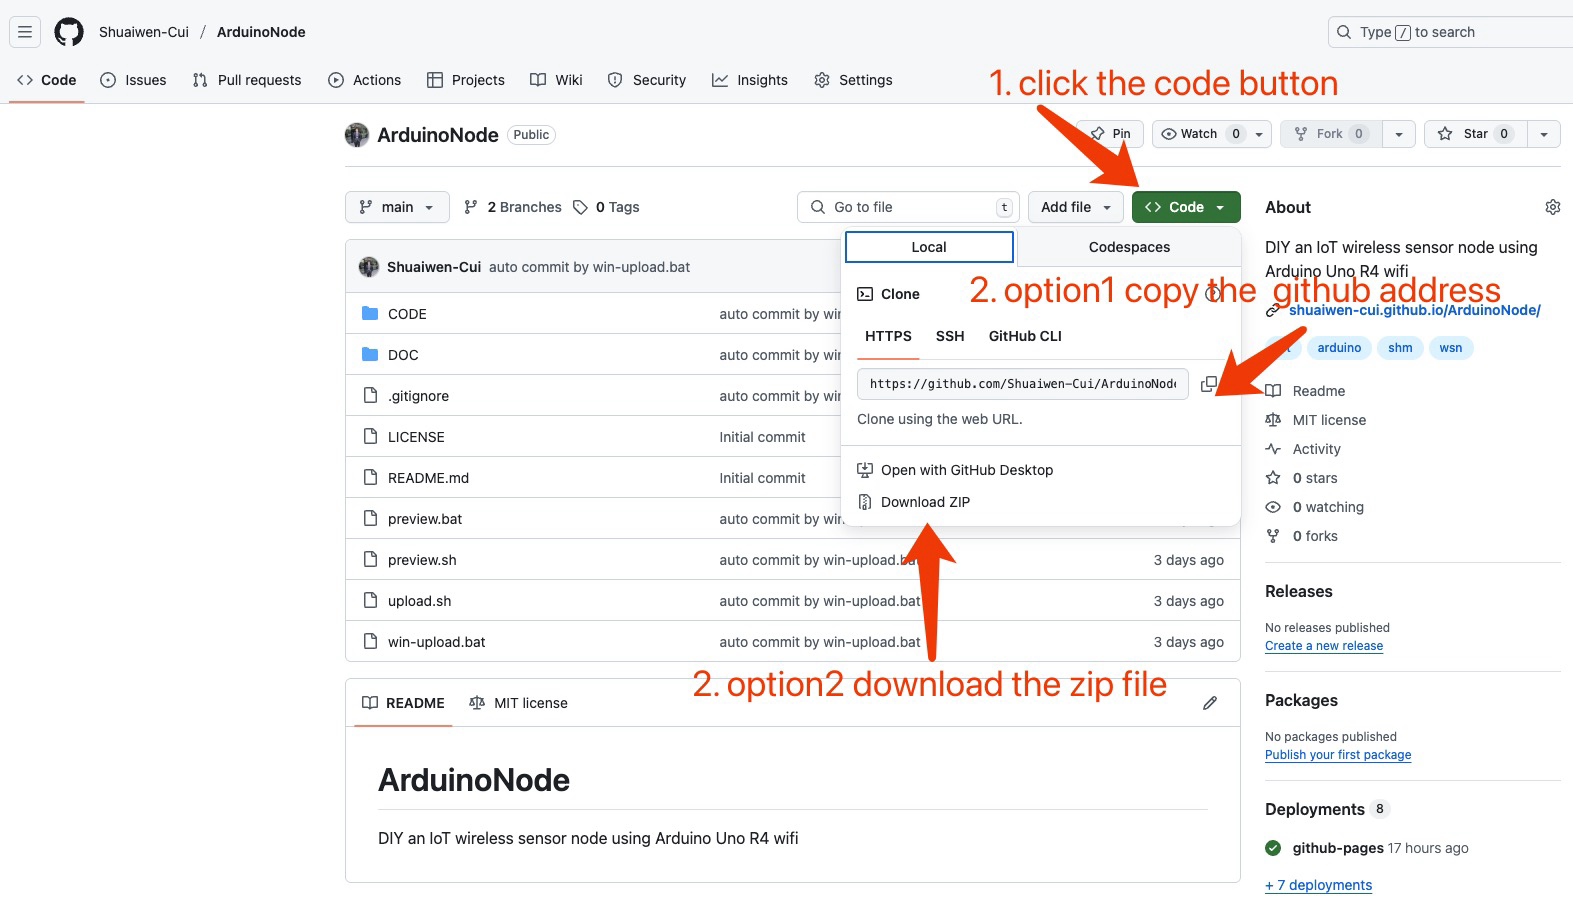 Shuaiwen-Cui / ArduinoNode
Type / to search
Code Issues Pull requests Actions Projects Wiki Security Insights Settings
1. click the code button
ArduinoNode Public
Pin Watch 0 Fork 0 Star 0
main 2 Branches 0 Tags
Go to file t Add file Code
Local Codespaces
Clone
2. option1 copy the github address
HTTPS SSH GitHub CLI
https://github.com/Shuaiwen-Cui/ArduinoNode
Clone using the web URL.
Open with GitHub Desktop
Download ZIP
2. option2 download the zip file
Shuaiwen-Cui auto commit by win-upload.bat
CODE auto commit by win
DOC auto commit by win
.gitignore auto commit by win
LICENSE Initial commit
README.md Initial commit
preview.bat auto commit by win
preview.sh auto commit by win-upload.bat 3 days ago
upload.sh auto commit by win-upload.bat 3 days ago
win-upload.bat auto commit by win-upload.bat 3 days ago
README MIT license
ArduinoNode
DIY an IoT wireless sensor node using Arduino Uno R4 wifi
About
DIY an IoT wireless sensor node using
Arduino Uno R4 wifi
shuaiwen-cui.github.io/ArduinoNode/
arduino shm wsn
Readme
MIT license
Activity
0 stars
0 watching
0 forks
Releases
No releases published
Create a new release
Packages
No packages published
Publish your first package
Deployments 8
github-pages 17 hours ago
+ 7 deployments